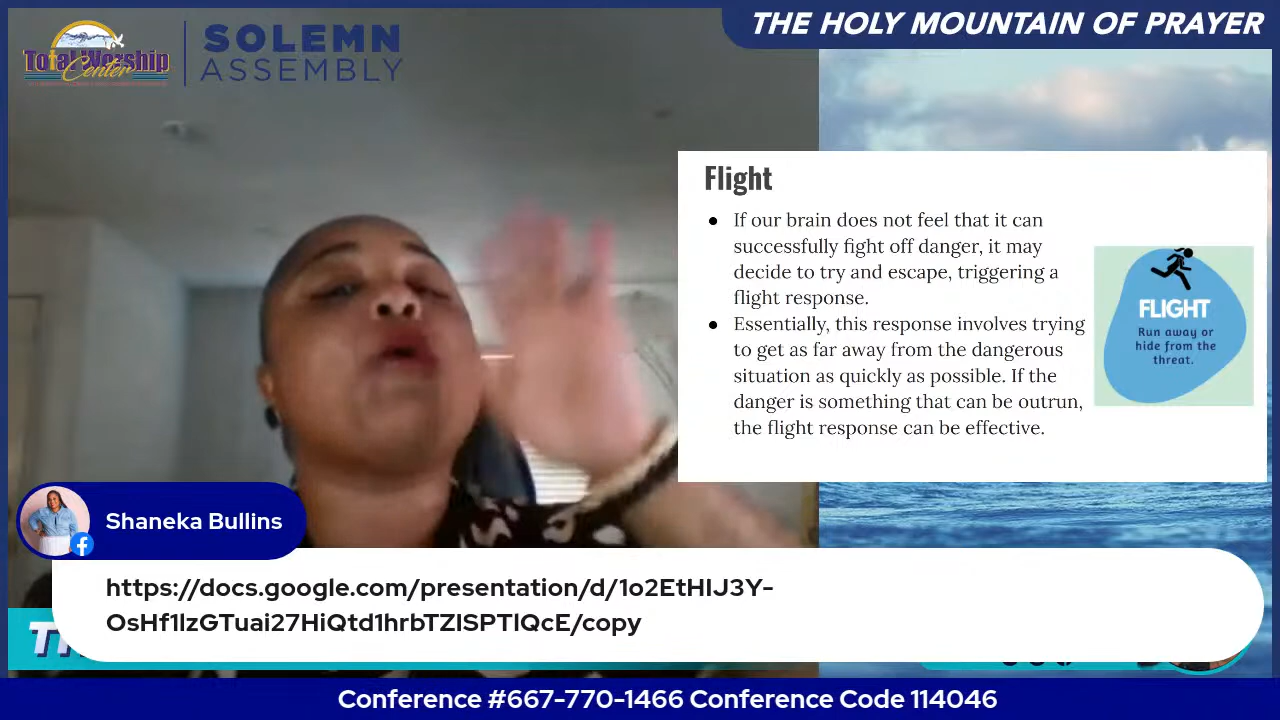 THE HOLY MOUNTAIN OF PRAYER
Total Worship
Center
SOLEMN
ASSEMBLY
Flight
● If our brain does not feel that it can
successfully fight off danger, it may
decide to try and escape, triggering a
flight response.
● Essentially, this response involves trying
to get as far away from the dangerous
situation as quickly as possible. If the
danger is something that can be outrun,
the flight response can be effective.
FLIGHT
Run away or
hide from the
threat.
Shaneka Bullins
https://docs.google.com/presentation/d/1o2EtHIJ3Y-
OsHf1lzGTuai27HiQtd1hrbTZISPTlQcE/copy
Conference #667-770-1466 Conference Code 114046